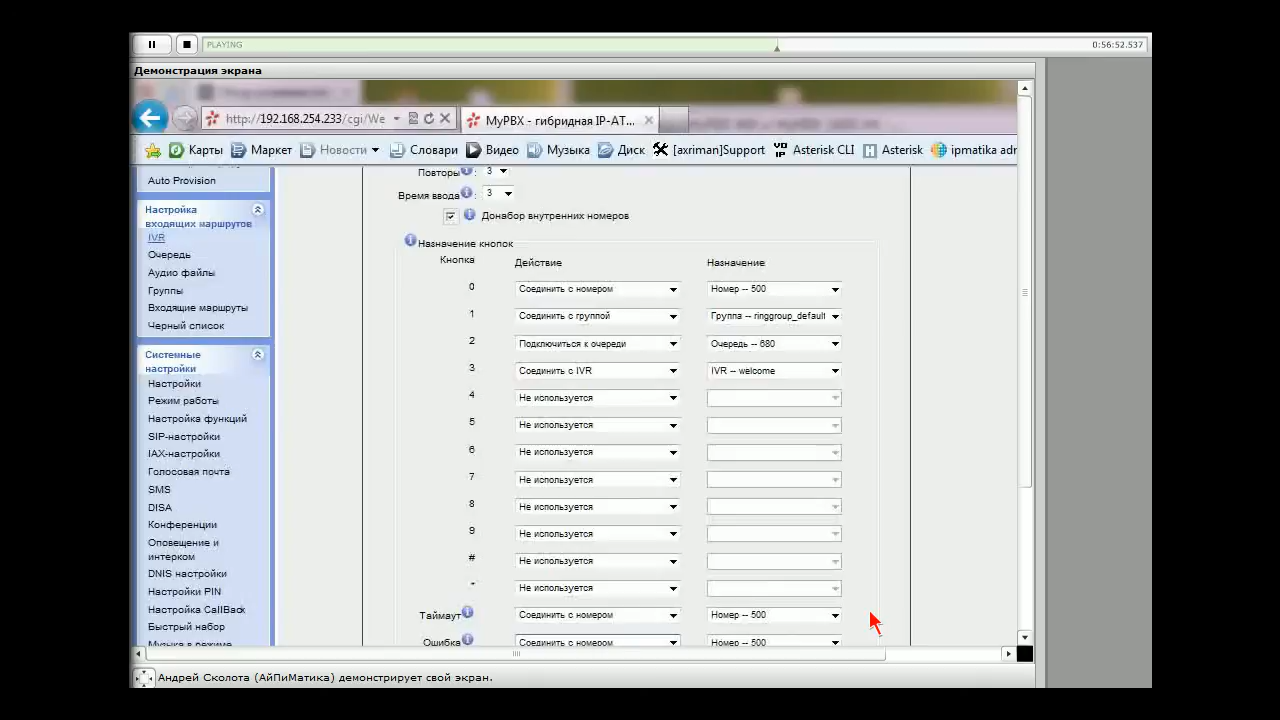 PLAYING 0:56:52.537
Демонстрация экрана
http://192.168.254.233/cgi/We MyPBX - гибридная IP-АТ...
Карты Маркет Новости Словари Видео Музыка Диск [axriman]Support Asterisk CLI Asterisk ipmatika adm
Auto Provision
Настройка
входящих маршрутов
IVR
Очередь
Аудио файлы
Группы
Входящие маршруты
Черный список
Системные
настройки
Настройки
Режим работы
Настройка функций
SIP-настройки
IAX-настройки
Голосовая почта
SMS
DISA
Конференции
Оповещение и
интерком
DNIS настройки
Настройки PIN
Настройка CallBack
Быстрый набор
Музыка в режиме
Повторы : 3
Время ввода : 3
Донабор внутренних номеров
Назначение кнопок
Кнопка Действие Назначение
0 Соединить с номером Номер -- 500
1 Соединить с группой Группа -- ringgroup_default
2 Подключиться к очереди Очередь -- 680
3 Соединить с IVR IVR -- welcome
4 Не используется
5 Не используется
6 Не используется
7 Не используется
8 Не используется
9 Не используется
# Не используется
* Не используется
Таймаут Соединить с номером Номер -- 500
Ошибка Соединить с номером Номер -- 500
Андрей Сколота (АйПиМатика) демонстрирует свой экран.